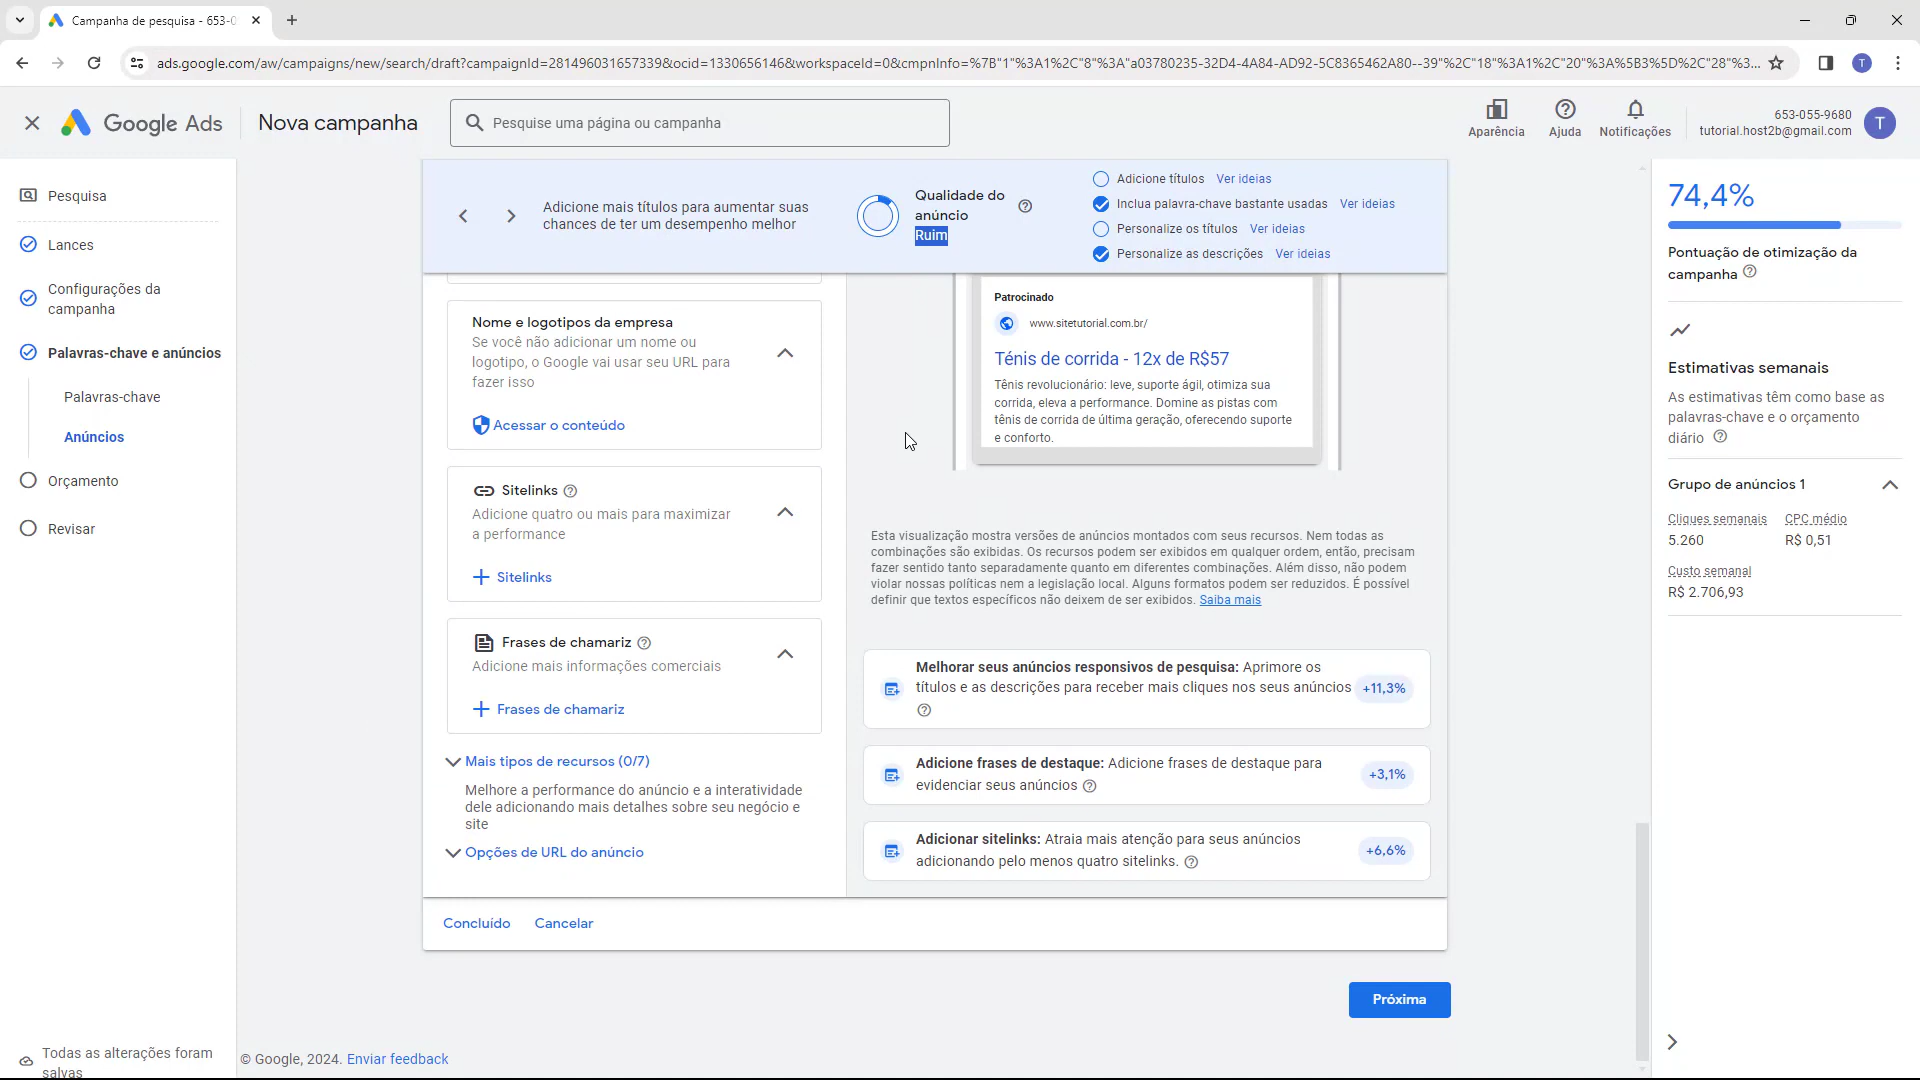 Campanha de pesquisa - 653-0
ads.google.com/aw/campaigns/new/search/draft?campaignId=281496031657339&ocid=1330656146&workspaceId=0&cmpnInfo=%7B"1"%3A1%2C"8"%3A"a03780235-32D4-4A84-AD92-5C8365462A80--39"%2C"18"%3A1%2C"20"%3A%5B3%5D%2C"28"%3...
T
Google Ads
Nova campanha
Pesquise uma página ou campanha
Aparência
Ajuda
Notificações
653-055-9680
tutorial.host2b@gmail.com
T
Pesquisa
Lances
Configurações da
campanha
Palavras-chave e anúncios
Palavras-chave
Anúncios
Orçamento
Revisar
Todas as alterações foram
salvas
Adicione mais títulos para aumentar suas
chances de ter um desempenho melhor
Qualidade do
anúncio
Ruim
Adicione títulos Ver ideias
Inclua palavra-chave bastante usadas Ver ideias
Personalize os títulos Ver ideias
Personalize as descrições Ver ideias
Nome e logotipos da empresa
Se você não adicionar um nome ou
logotipo, o Google vai usar seu URL para
fazer isso
Acessar o conteúdo
Sitelinks
Adicione quatro ou mais para maximizar
a performance
Sitelinks
Frases de chamariz
Adicione mais informações comerciais
Frases de chamariz
Mais tipos de recursos (0/7)
Melhore a performance do anúncio e a interatividade
dele adicionando mais detalhes sobre seu negócio e
site
Opções de URL do anúncio
Patrocinado
www.sitetutorial.com.br/
Ténis de corrida - 12x de R$57
Tênis revolucionário: leve, suporte ágil, otimiza sua
corrida, eleva a performance. Domine as pistas com
tênis de corrida de última geração, oferecendo suporte
e conforto.
Esta visualização mostra versões de anúncios montados com seus recursos. Nem todas as
combinações são exibidas. Os recursos podem ser exibidos em qualquer ordem, então, precisam
fazer sentido tanto separadamente quanto em diferentes combinações. Além disso, não podem
violar nossas políticas nem a legislação local. Alguns formatos podem ser reduzidos. É possível
definir que textos específicos não deixem de ser exibidos. Saiba mais
Melhorar seus anúncios responsivos de pesquisa: Aprimore os
títulos e as descrições para receber mais cliques nos seus anúncios
+11,3%
Adicione frases de destaque: Adicione frases de destaque para
evidenciar seus anúncios
+3,1%
Adicionar sitelinks: Atraia mais atenção para seus anúncios
adicionando pelo menos quatro sitelinks.
+6,6%
Concluído Cancelar
Próxima
© Google, 2024. Enviar feedback
74,4%
Pontuação de otimização da
campanha
Estimativas semanais
As estimativas têm como base as
palavras-chave e o orçamento
diário
Grupo de anúncios 1
Cliques semanais CPC médio
5.260 R$ 0,51
Custo semanal
R$ 2.706,93